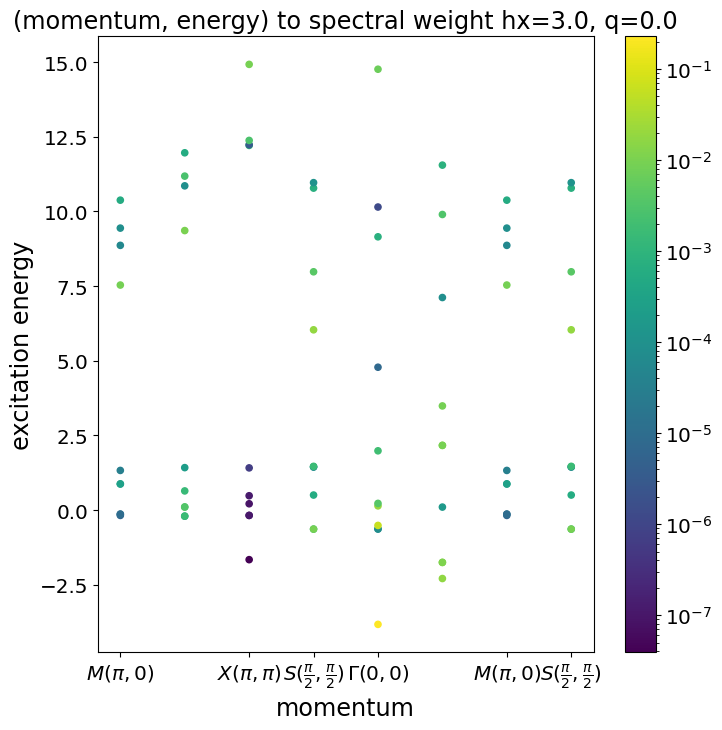 (momentum, energy) to spectral weight hx=3.0, q=0.0
excitation energy
15.0
12.5
10.0
7.5
5.0
2.5
0.0
−2.5
M(π, 0)
X(π, π)
S(π/2, π/2)
Γ(0, 0)
M(π, 0)
S(π/2, π/2)
momentum
10⁻¹
10⁻²
10⁻³
10⁻⁴
10⁻⁵
10⁻⁶
10⁻⁷